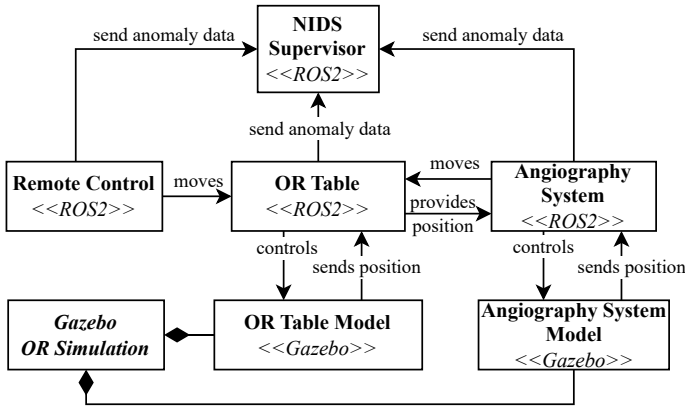 send anomaly data
NIDS
Supervisor
<<ROS2>>
send anomaly data
send anomaly data
Remote Control
<<ROS2>>
moves
OR Table
<<ROS2>>
moves
provides
position
Angiography
System
<<ROS2>>
controls
sends position
controls
sends position
Gazebo
OR Simulation
OR Table Model
<<Gazebo>>
Angiography System
Model
<<Gazebo>>